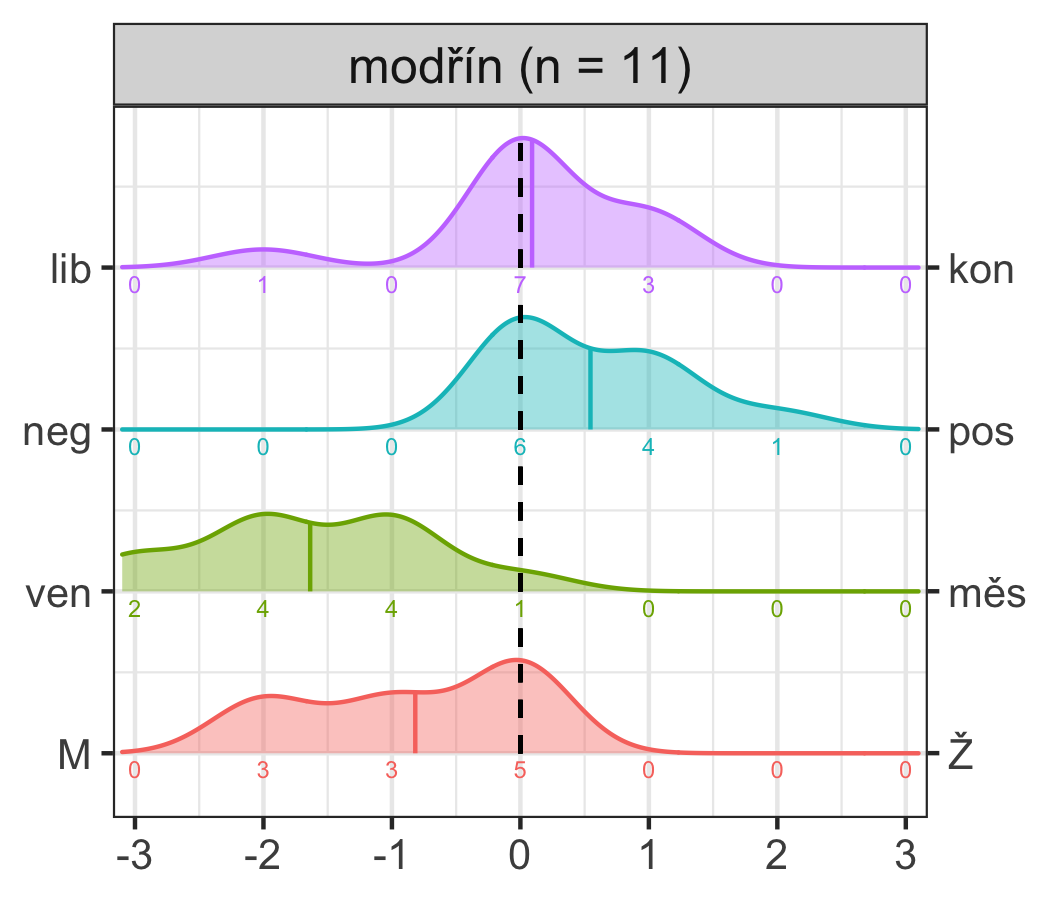 modřín (n = 11)
lib kon
0 1 0 7 3 0 0
neg pos
0 0 0 6 4 1 0
ven měs
2 4 4 1 0 0 0
M Ž
0 3 3 5 0 0 0
-3 -2 -1 0 1 2 3